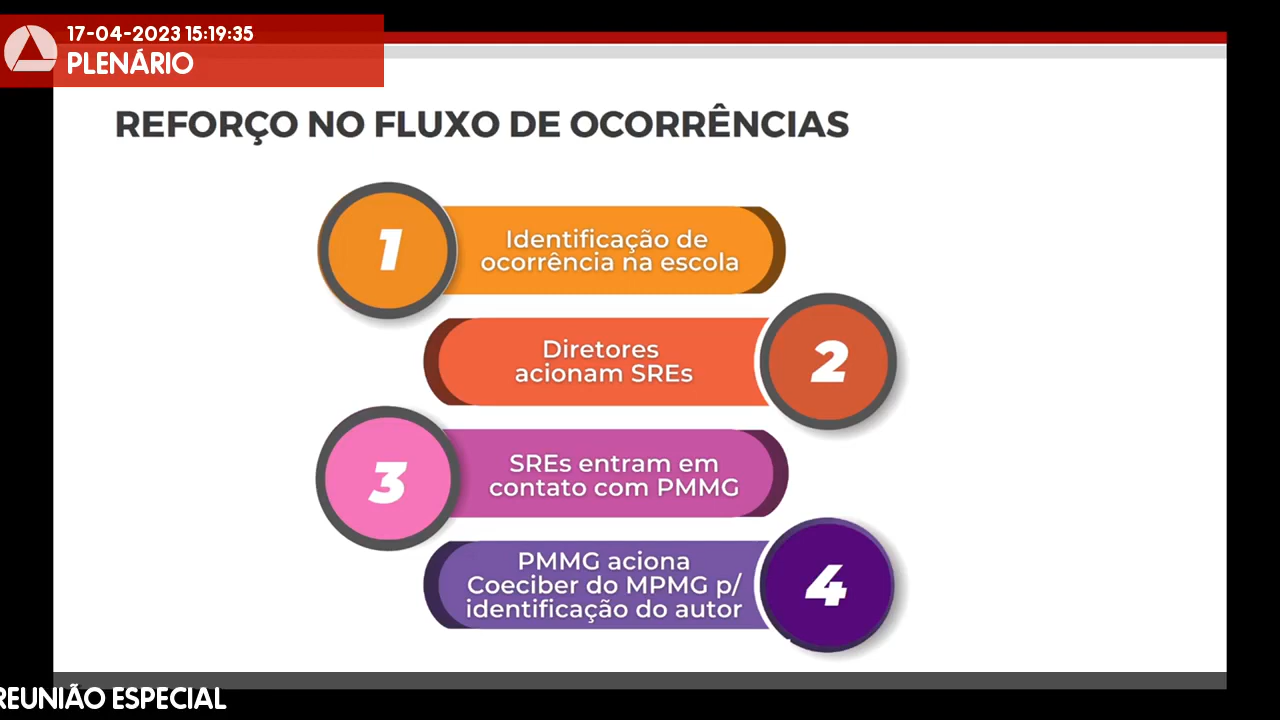 17-04-2023 15:19:35
PLENÁRIO
REFORÇO NO FLUXO DE OCORRÊNCIAS
1
Identificação de
ocorrência na escola
Diretores
acionam SREs
2
3
SREs entram em
contato com PMMG
PMMG aciona
Coeciber do MPMG p/
identificação do autor
4
REUNIÃO ESPECIAL